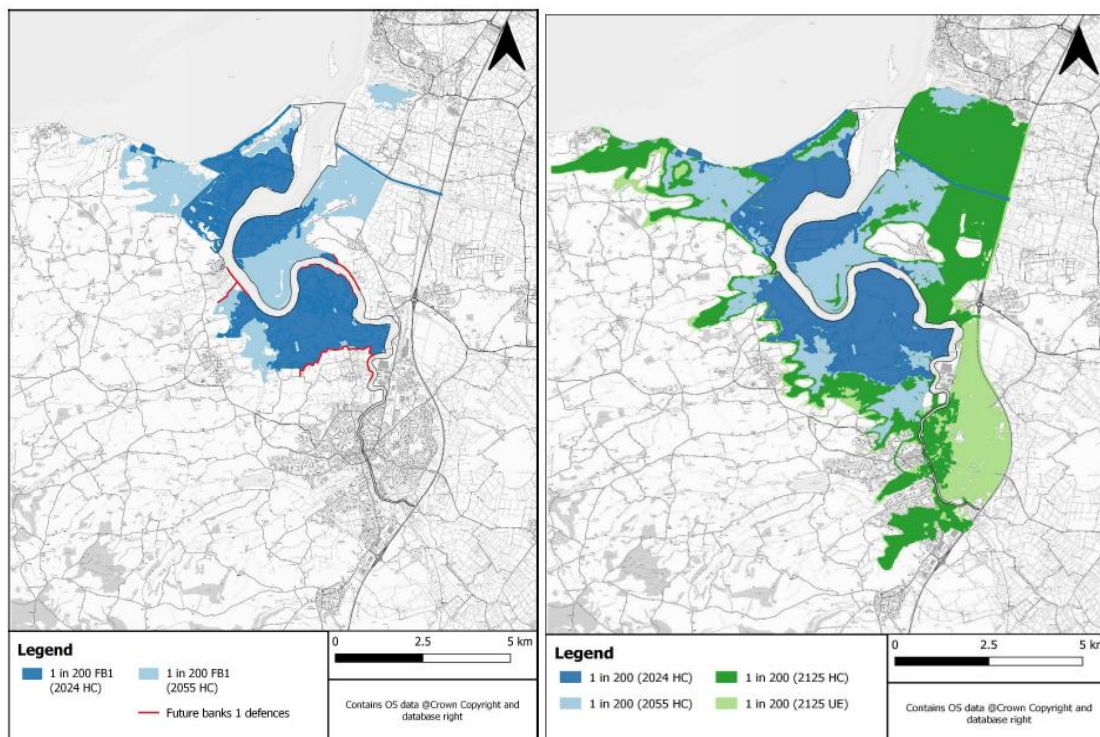 Legend
1 in 200 FB1
(2024 HC)
1 in 200 FB1
(2055 HC)
Future banks 1 defences
0 2.5 5 km
Contains OS data @Crown Copyright and
database right
Legend
1 in 200 (2024 HC)
1 in 200 (2125 HC)
1 in 200 (2055 HC)
1 in 200 (2125 UE)
0 2.5 5 km
Contains OS data @Crown Copyright and
database right